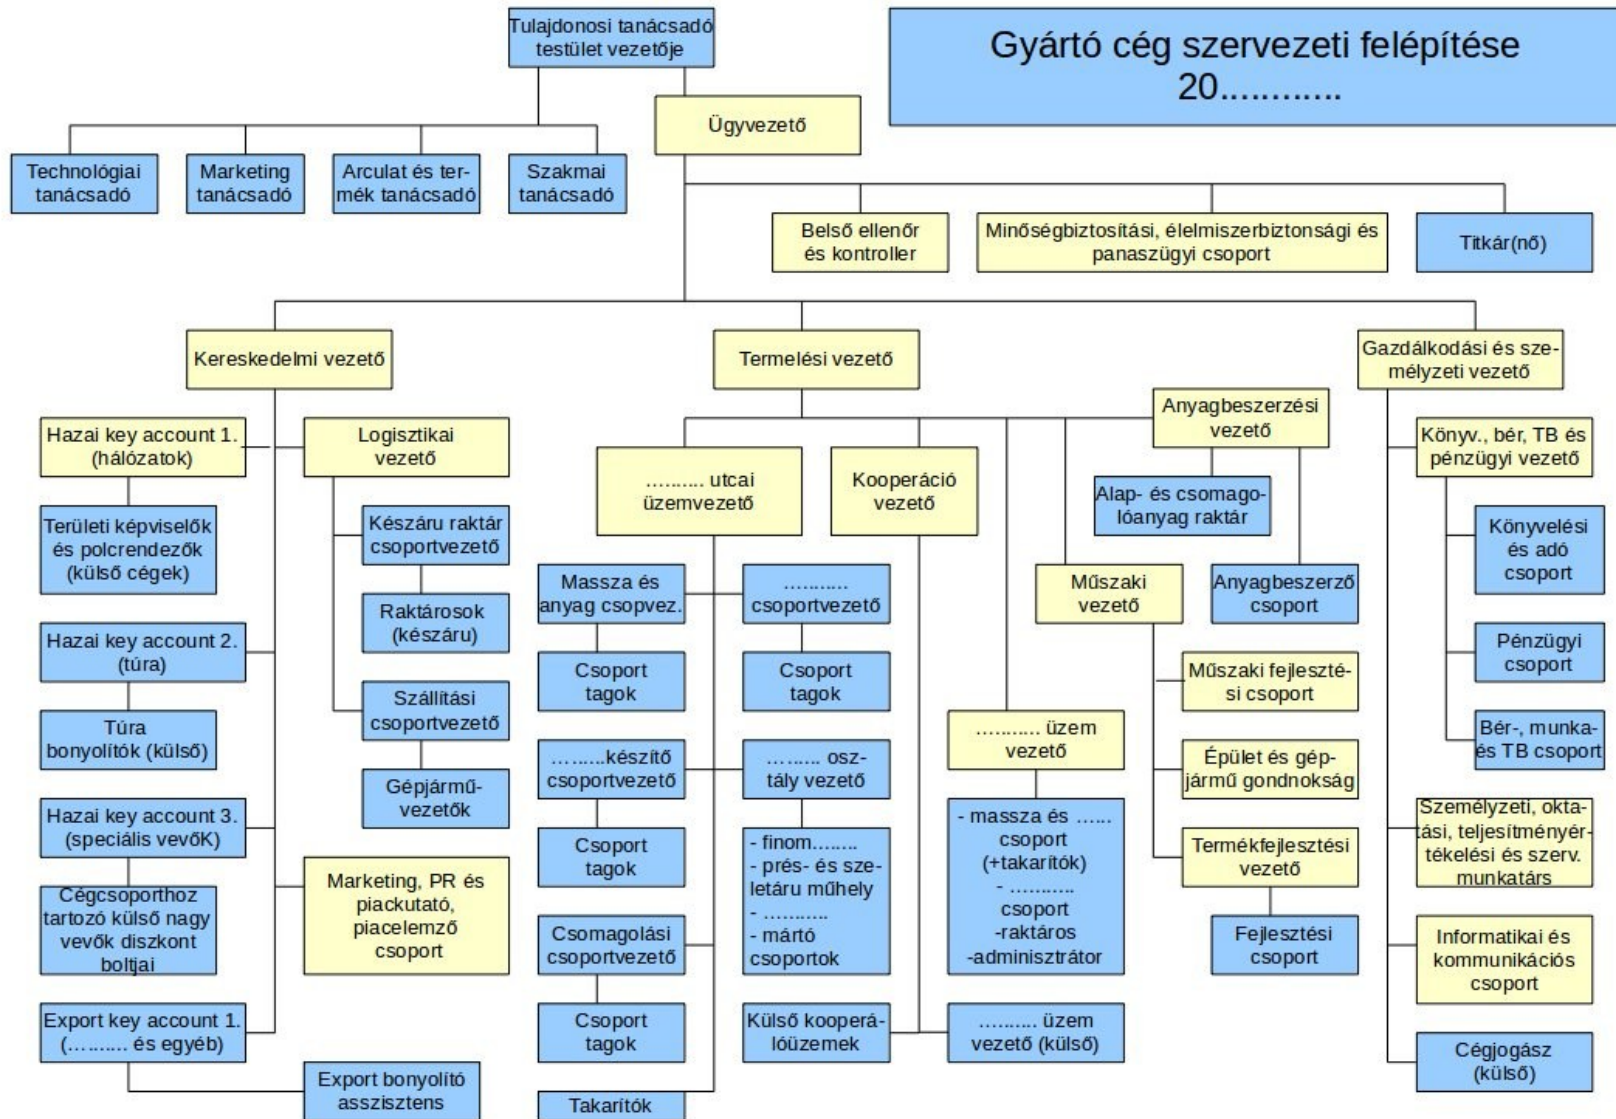 Tulajdonosi tanácsadó
testület vezetője
Gyártó cég szervezeti felépítése
20............
Ügyvezető
Technológiai
tanácsadó
Marketing
tanácsadó
Arculat és ter-
mék tanácsadó
Szakmai
tanácsadó
Belső ellenőr
és kontroller
Minőségbiztosítási, élelmiszerbiztonsági és
panaszügyi csoport
Titkár(nő)
Kereskedelmi vezető
Termelési vezető
Gazdálkodási és sze-
mélyzeti vezető
Hazai key account 1.
(hálózatok)
Logisztikai
vezető
Területi képviselők
és polcrendezők
(külső cégek)
Készáru raktár
csoportvezető
Raktárosok
(készáru)
Hazai key account 2.
(túra)
Szállítási
csoportvezető
Túra
bonyolítók (külső)
Gépjármű-
vezetők
Hazai key account 3.
(speciális vevőK)
Cégcsoporthoz
tartozó külső nagy
vevők diszkont
boltjai
Marketing, PR és
piackutató,
piacelemző
csoport
Export key account 1.
(.......... és egyéb)
Export bonyolító
asszisztens
.......... utcai
üzemvezető
Kooperáció
vezető
Anyagbeszerzési
vezető
Alap- és csomago-
lóanyag raktár
Anyagbeszerző
csoport
Massza és
anyag csopvez.
...........
csoportvezető
Csoport
tagok
Csoport
tagok
.........készítő
csoportvezető
......... osz-
tály vezető
Csoport
tagok
- finom........
- prés- és sze-
letáru műhely
- ...........
- mártó
csoportok
Csomagolási
csoportvezető
Csoport
tagok
Külső kooperá-
lóüzemek
Takarítók
........... üzem
vezető
- massza és ......
csoport
(+takarítók)
- ...........
csoport
-raktáros
-adminisztrátor
.......... üzem
vezető (külső)
Műszaki
vezető
Műszaki fejleszté-
si csoport
Épület és gép-
jármű gondnokság
Termékfejlesztési
vezető
Fejlesztési
csoport
Könyv., bér, TB és
pénzügyi vezető
Könyvelési
és adó
csoport
Pénzügyi
csoport
Bér-, munka-
és TB csoport
Személyzeti, okta-
tási, teljesítményér-
tékelési és szerv.
munkatárs
Informatikai és
kommunikációs
csoport
Cégjogász
(külső)